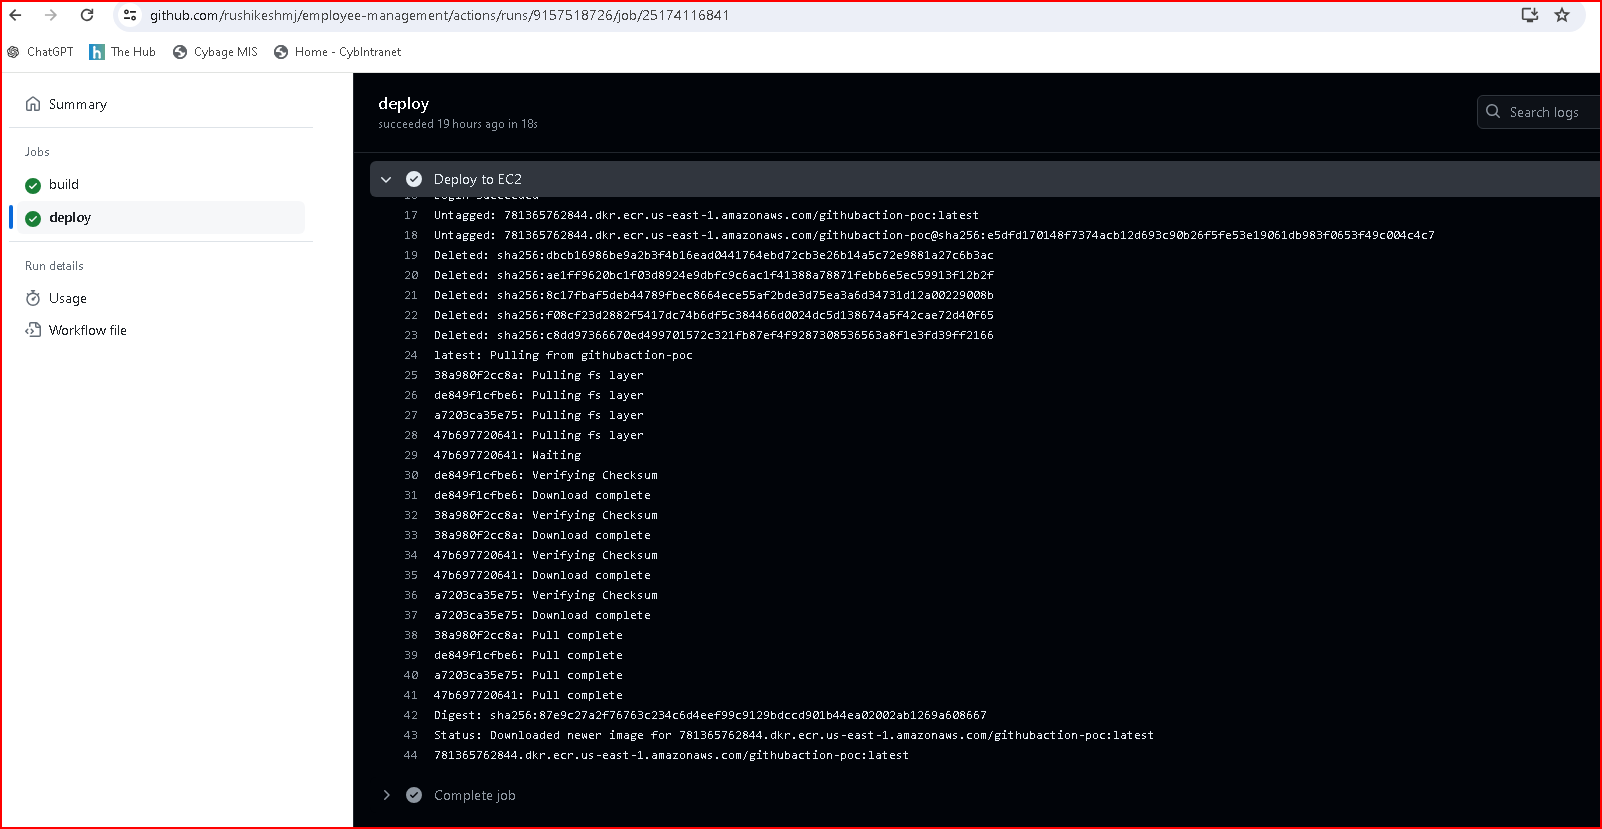 github.com/rushikeshmj/employee-management/actions/runs/9157518726/job/25174116841
ChatGPT The Hub Cybage MIS Home - CybIntranet
Summary
Jobs
build
deploy
Run details
Usage
Workflow file
deploy
succeeded 19 hours ago in 18s
Search logs
Deploy to EC2
16 Login Succeeded
17 Untagged: 781365762844.dkr.ecr.us-east-1.amazonaws.com/githubaction-poc:latest
18 Untagged: 781365762844.dkr.ecr.us-east-1.amazonaws.com/githubaction-poc@sha256:e5dfd170148f7374acb12d693c90b26f5fe53e19061db983f0653f49c004c4c7
19 Deleted: sha256:dbcb16986be9a2b3f4b16ead0441764ebd72cb3e26b14a5c72e9881a27c6b3ac
20 Deleted: sha256:ae1ff9620bc1f03d8924e9dbfc9c6ac1f41388a78871febb6e5ec59913f12b2f
21 Deleted: sha256:8c17fbaf5deb44789fbec8664ece55af2bde3d75ea3a6d34731d12a00229008b
22 Deleted: sha256:f08cf23d2882f5417dc74b6df5c384466d0024dc5d138674a5f42cae72d40f65
23 Deleted: sha256:c8dd97366670ed499701572c321fb87ef4f9287308536563a8f1e3fd39ff2166
24 latest: Pulling from githubaction-poc
25 38a980f2cc8a: Pulling fs layer
26 de849f1cfbe6: Pulling fs layer
27 a7203ca35e75: Pulling fs layer
28 47b697720641: Pulling fs layer
29 47b697720641: Waiting
30 de849f1cfbe6: Verifying Checksum
31 de849f1cfbe6: Download complete
32 38a980f2cc8a: Verifying Checksum
33 38a980f2cc8a: Download complete
34 47b697720641: Verifying Checksum
35 47b697720641: Download complete
36 a7203ca35e75: Verifying Checksum
37 a7203ca35e75: Download complete
38 38a980f2cc8a: Pull complete
39 de849f1cfbe6: Pull complete
40 a7203ca35e75: Pull complete
41 47b697720641: Pull complete
42 Digest: sha256:87e9c27a2f76763c234c6d4eef99c9129bdccd901b44ea02002ab1269a608667
43 Status: Downloaded newer image for 781365762844.dkr.ecr.us-east-1.amazonaws.com/githubaction-poc:latest
44 781365762844.dkr.ecr.us-east-1.amazonaws.com/githubaction-poc:latest
Complete job